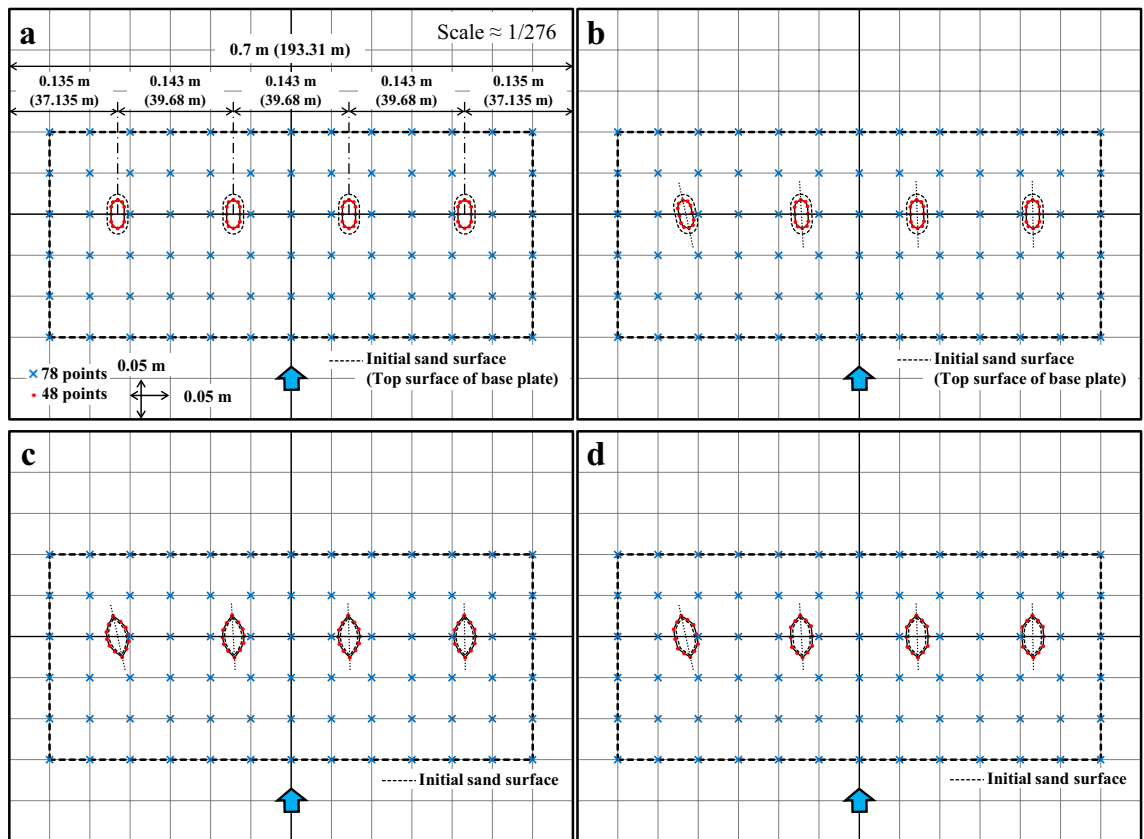 a
Scale ≈ 1/276
0.7 m (193.31 m)
0.135 m 0.143 m 0.143 m 0.143 m 0.135 m
(37.135 m) (39.68 m) (39.68 m) (39.68 m) (37.135 m)
Initial sand surface
(Top surface of base plate)
0.05 m
78 points
48 points
0.05 m
b
Initial sand surface
(Top surface of base plate)
c
Initial sand surface
d
Initial sand surface